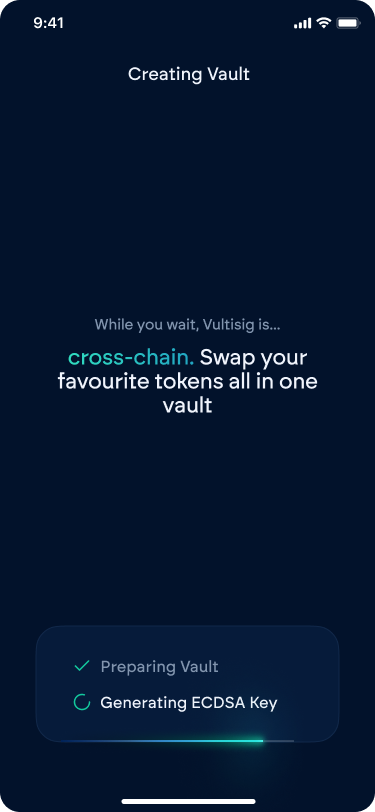 9:41
Creating Vault
While you wait, Vultisig is...
cross-chain. Swap your
favourite tokens all in one
vault
Preparing Vault
Generating ECDSA Key